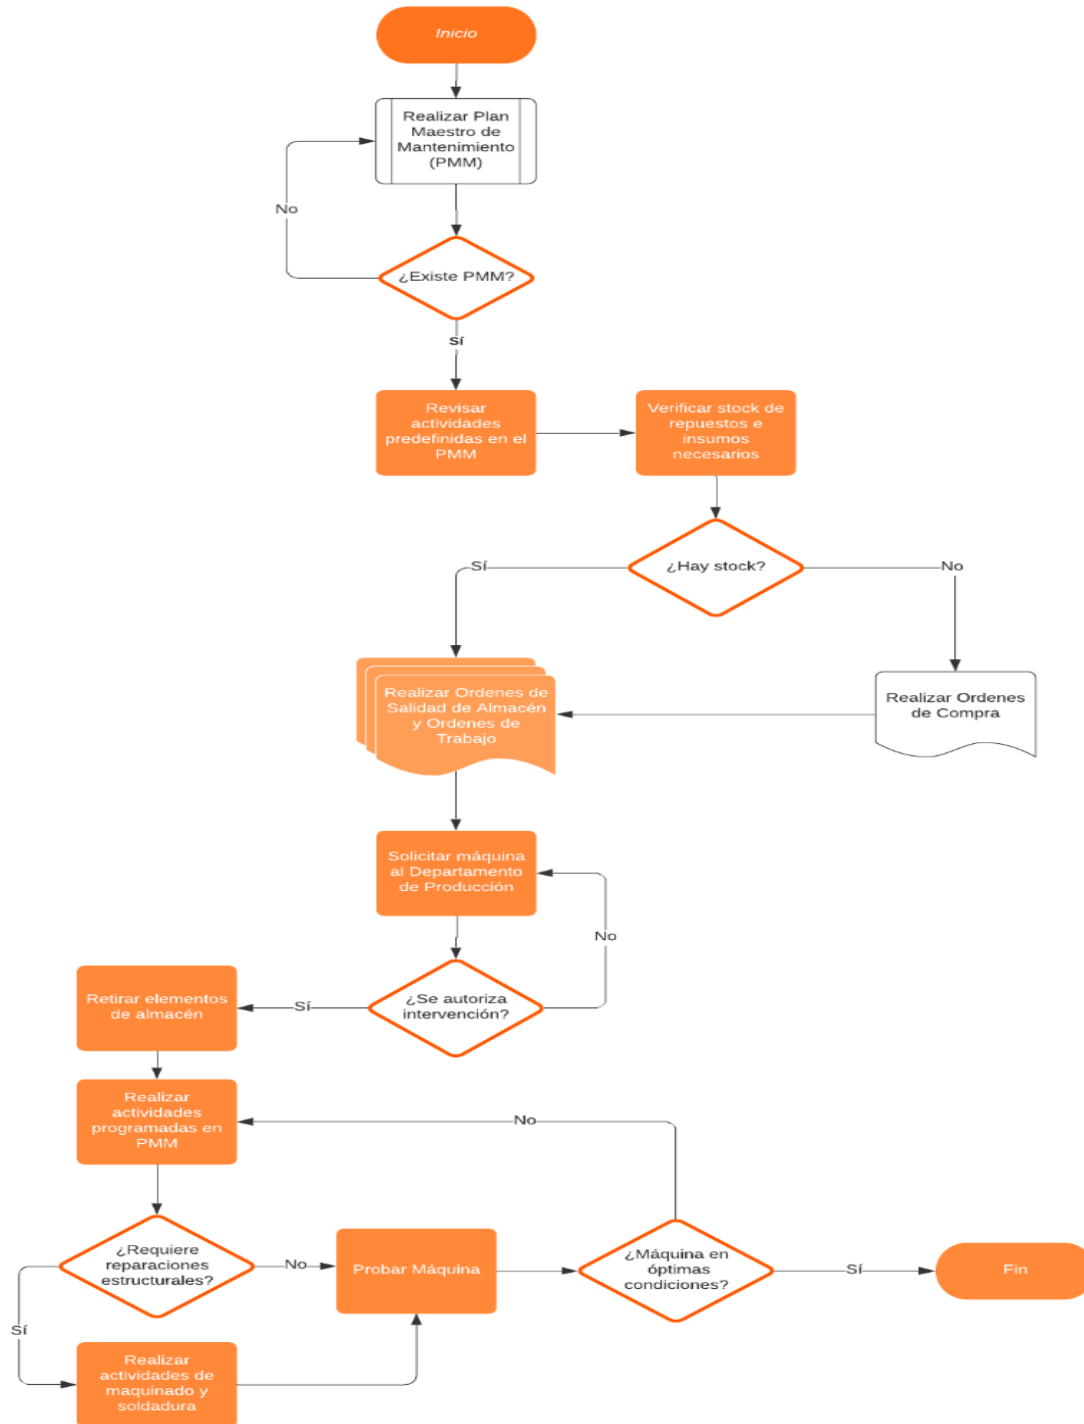 Inicio
Realizar Plan
Maestro de
Mantenimiento
(PMM)
No
¿Existe PMM?
Sí
Revisar
actividades
predefinidas en el
PMM
Verificar stock de
repuestos e
insumos
necesarios
¿Hay stock?
Sí
No
Realizar Ordenes de
Salidad de Almacén
y Ordenes de
Trabajo
Realizar Ordenes
de Compra
Solicitar máquina
al Departamento
de Producción
No
¿Se autoriza
intervención?
Sí
Retirar elementos
de almacén
Realizar
actividades
programadas en
PMM
No
¿Requiere
reparaciones
estructurales?
No
Probar Máquina
¿Máquina en
óptimas
condiciones?
Sí
Fin
Sí
Realizar
actividades de
maquinado y
soldadura